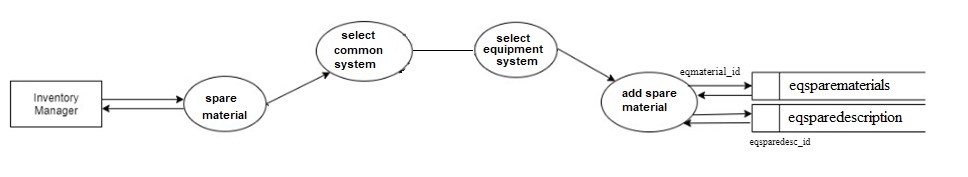 Inventory
Manager
spare
material
select
common
system
select
equipment
system
add spare
material
eqmaterial_id
eqsparematerials
eqsparedescription
eqsparedesc_id